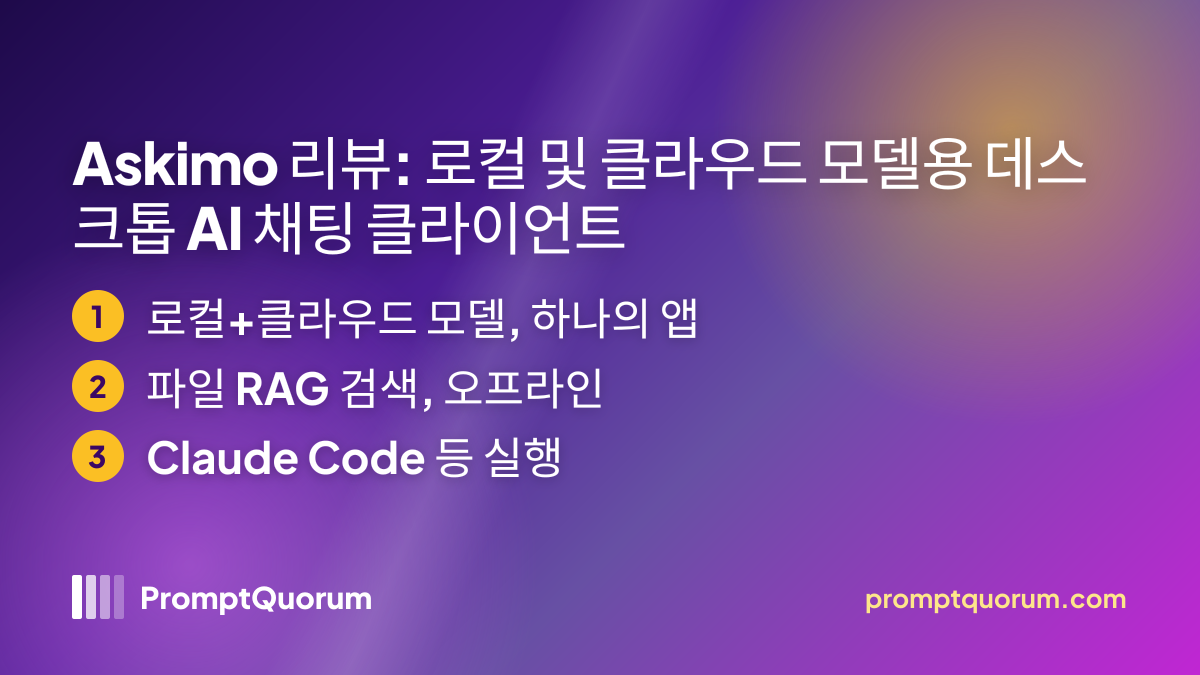 Askimo 리뷰: 로컬 및 클라우드 모델용 데스
크톱 AI 채팅 클라이언트
1 로컬+클라우드 모델, 하나의 앱
2 파일 RAG 검색, 오프라인
3 Claude Code 등 실행
PromptQuorum
promptquorum.com